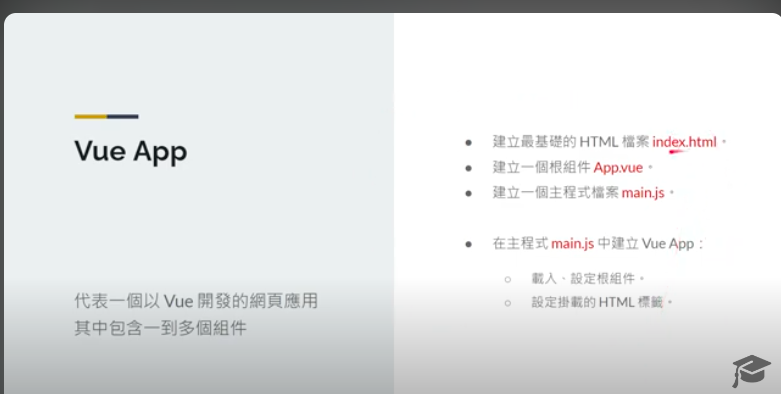 Vue App
代表一個以 Vue 開發的網頁應用
其中包含一到多個組件
建立最基礎的 HTML 檔案 index.html。
建立一個根組件 App.vue。
建立一個主程式檔案 main.js。
在主程式 main.js 中建立 Vue App：
載入、設定根組件。
設定掛載的 HTML 標籤。